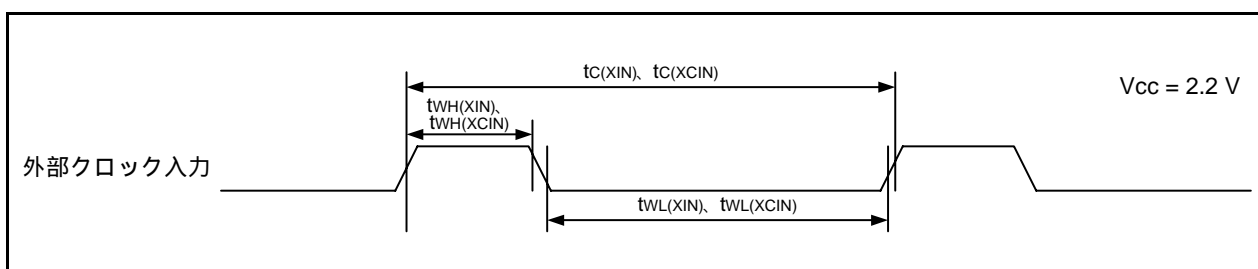 tC(XIN)、tC(XCIN)
Vcc = 2.2 V
tWH(XIN)、
tWH(XCIN)
外部クロック入力
tWL(XIN)、tWL(XCIN)